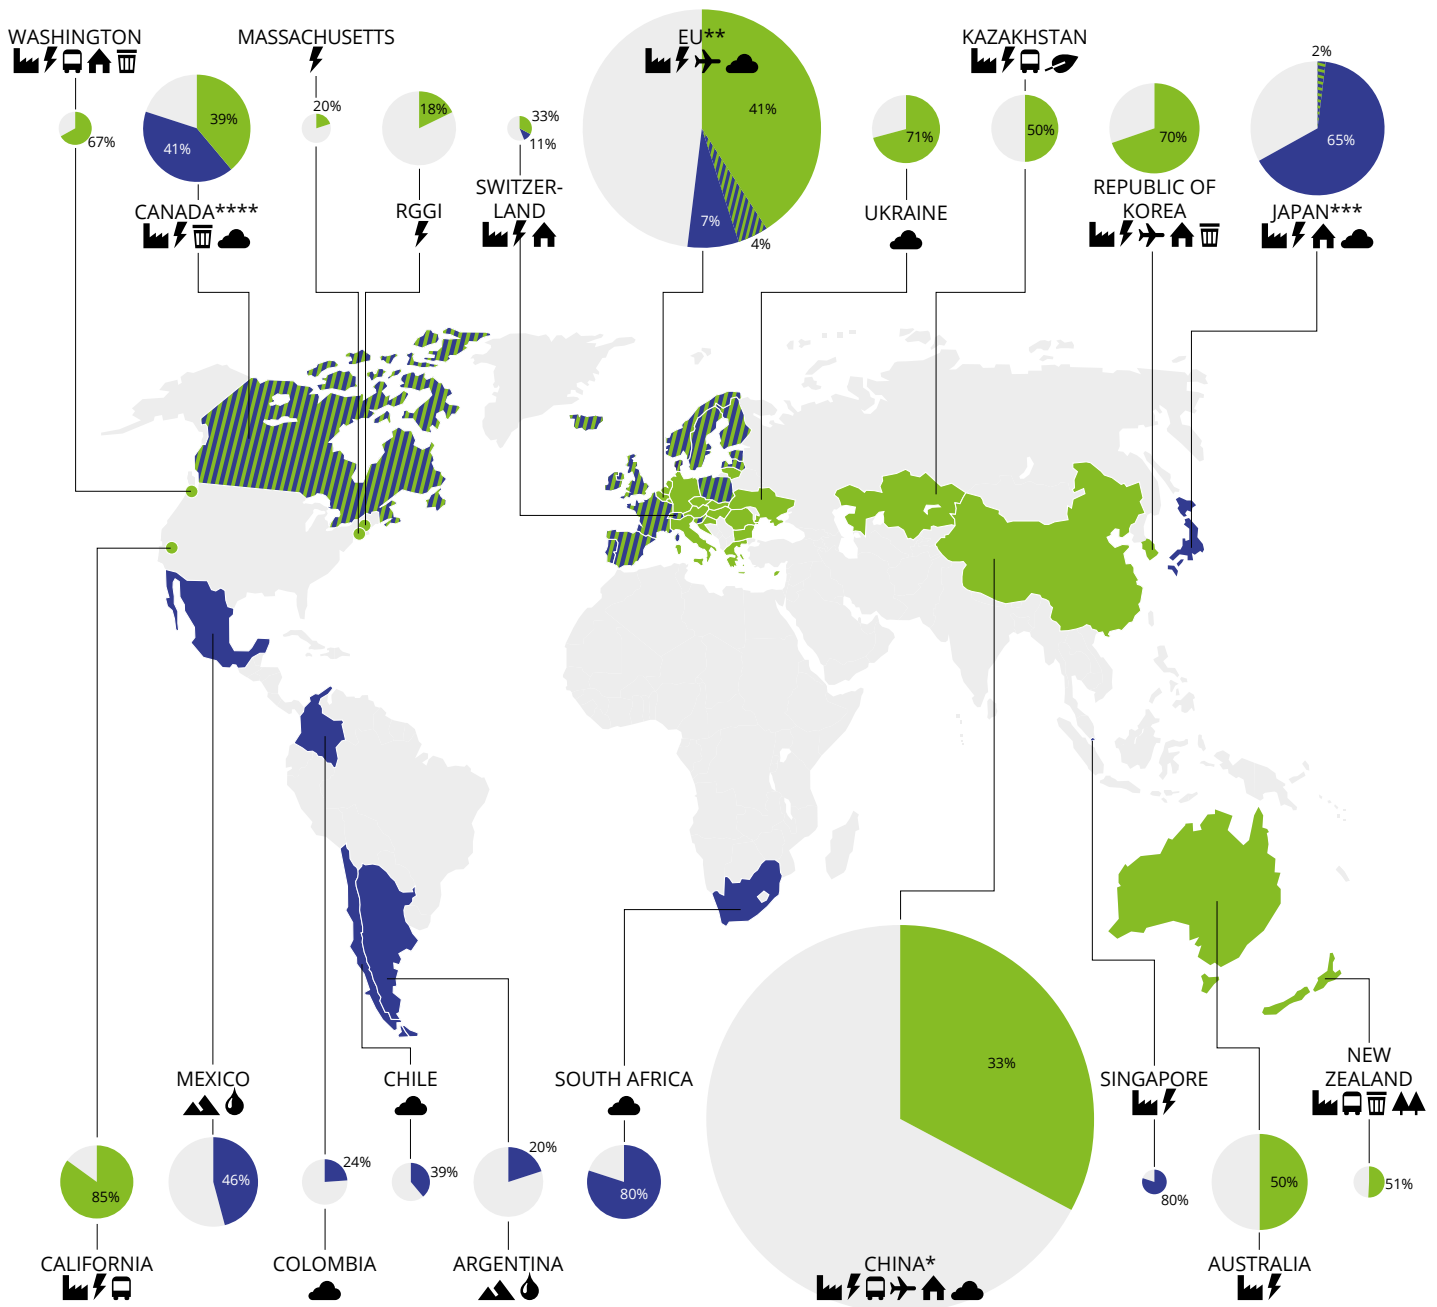 WASHINGTON
67%
39%
41%
CANADA****
MASSACHUSETTS
20%
18%
RGGI
33%
11%
SWITZER-
LAND
EU**
41%
7%
4%
71%
UKRAINE
KAZAKHSTAN
50%
70%
REPUBLIC OF
KOREA
2%
65%
JAPAN***
85%
CALIFORNIA
MEXICO
46%
24%
COLOMBIA
CHILE
39%
20%
ARGENTINA
SOUTH AFRICA
80%
33%
CHINA*
SINGAPORE
80%
50%
AUSTRALIA
NEW
ZEALAND
51%